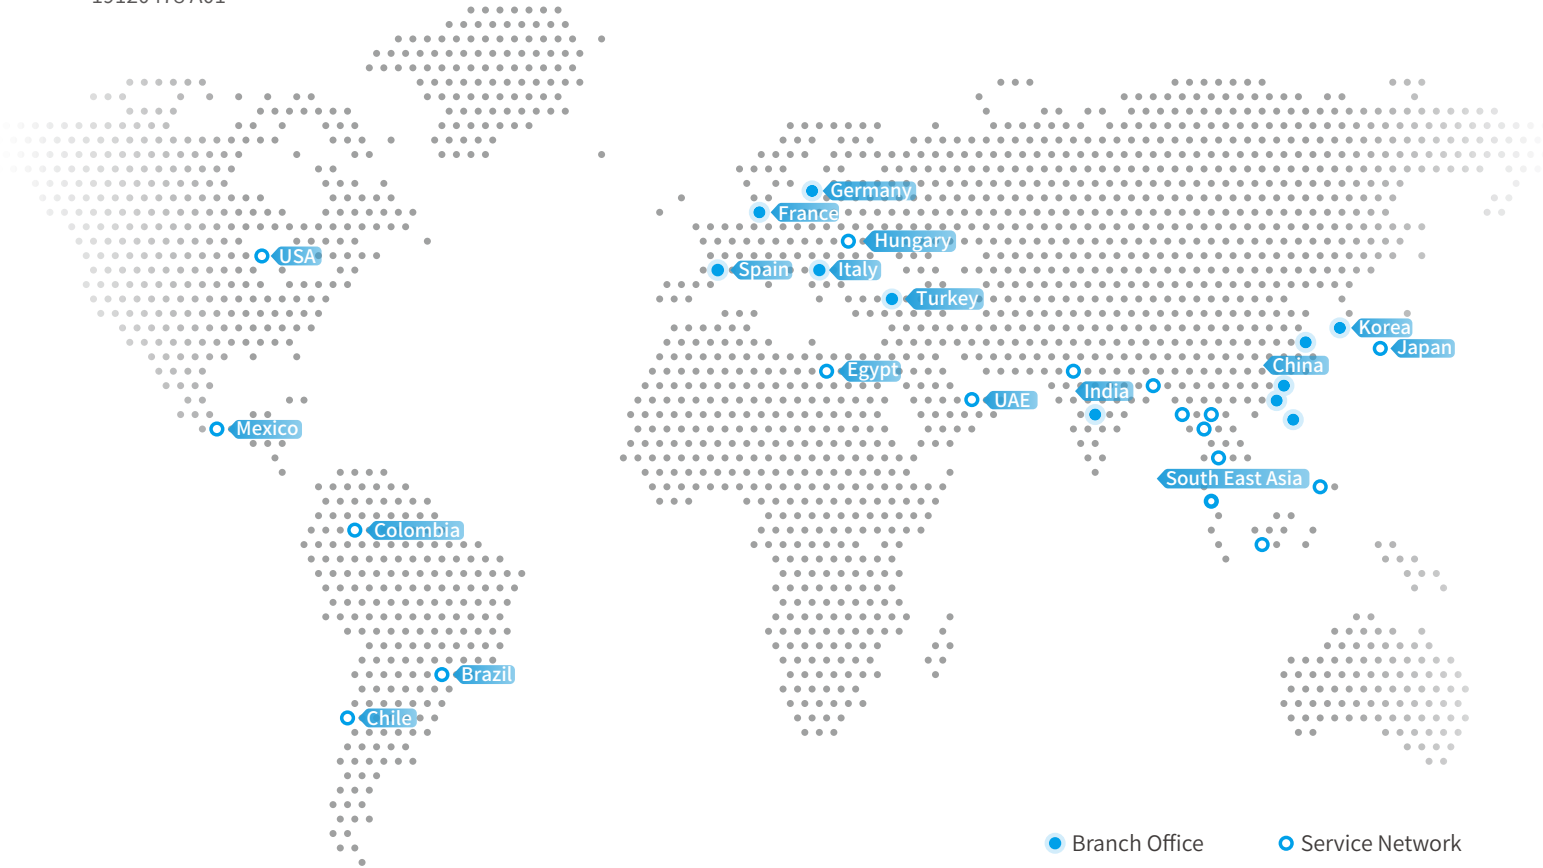 Germany
France
Hungary
USA
Spain
Italy
Turkey
Korea
Japan
China
Egypt
India
UAE
Mexico
South East Asia
Colombia
Brazil
Chile
Branch Office
Service Network